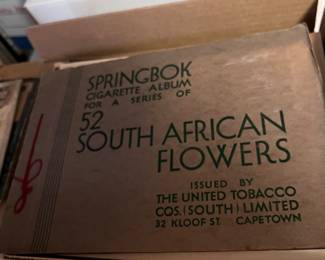 SPRINGBOK
CIGARETTE ALBUM
FOR A SERIES OF
52
SOUTH AFRICAN
FLOWERS
ISSUED BY
THE UNITED TOBACCO
COS. (SOUTH) LIMITED
32 KLOOF ST. CAPETOWN